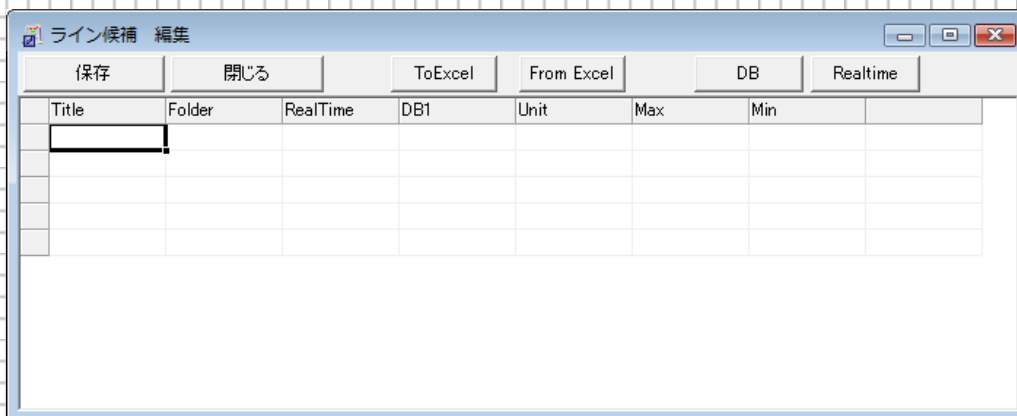 ライン候補　編集
保存 閉じる ToExcel From Excel DB Realtime
Title Folder RealTime DB1 Unit Max Min